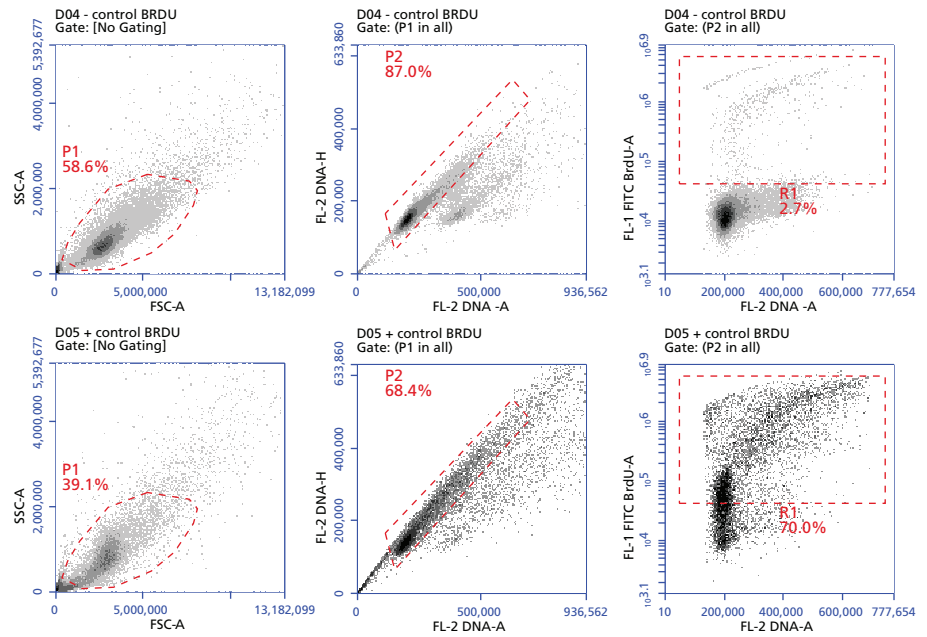 D04 - control BRDU
Gate: [No Gating]
5,392,677
4,000,000
2,000,000
0
SSC-A
P1
58.6%
0
5,000,000
13,182,099
FSC-A
D04 - control BRDU
Gate: (P1 in all)
633,860
400,000
200,000
0
FL-2 DNA-H
P2
87.0%
0
500,000
936,562
FL-2 DNA -A
D04 - control BRDU
Gate: (P2 in all)
10^6.9
10^6
10^5
10^4
10^3.1
FL-1 FITC BrdU-A
R1
2.7%
10
200,000
600,000
777,654
FL-2 DNA -A
D05 + control BRDU
Gate: [No Gating]
5,392,677
4,000,000
2,000,000
0
SSC-A
P1
39.1%
0
5,000,000
13,182,099
FSC-A
D05 + control BRDU
Gate: (P1 in all)
633,860
400,000
200,000
0
FL-2 DNA-H
P2
68.4%
0
500,000
936,562
FL-2 DNA-A
D05 + control BRDU
Gate: (P2 in all)
10^6.9
10^6
10^5
10^4
10^3.1
FL-1 FITC BrdU-A
R1
70.0%
10
200,000
600,000
777,654
FL-2 DNA-A